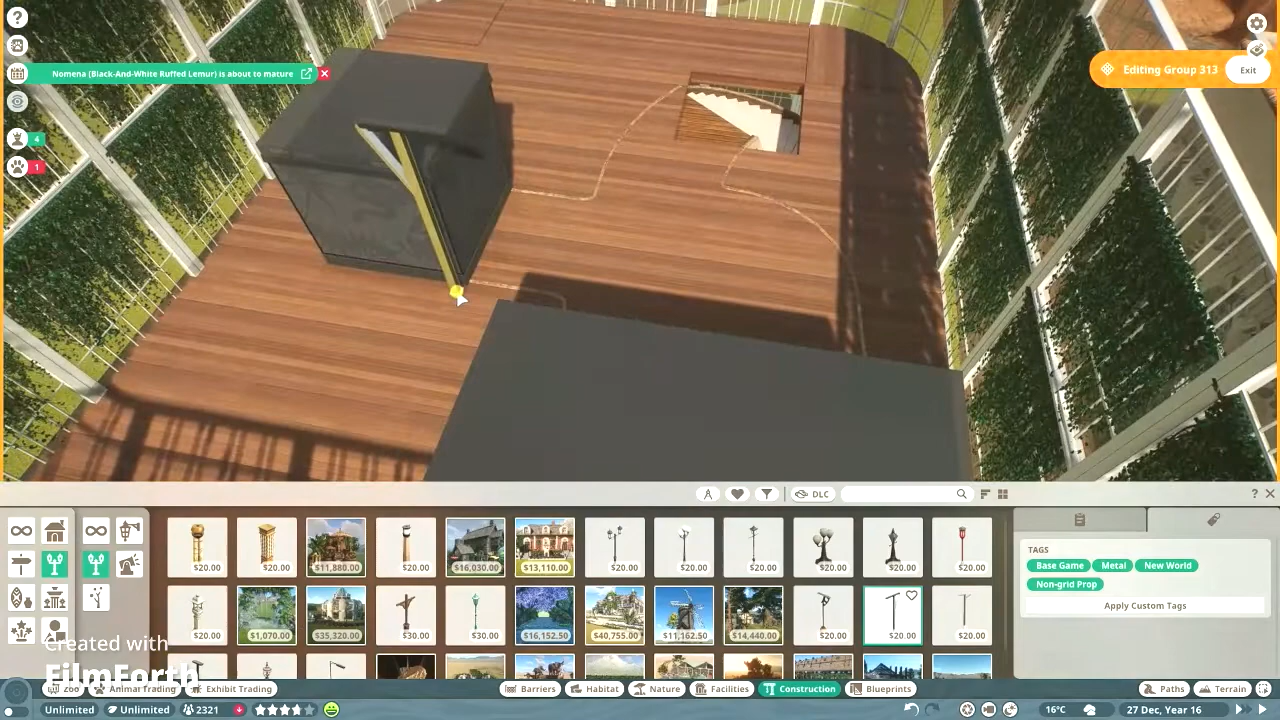 ?
Nomena (Black-And-White Ruffed Lemur) is about to mature
4
1
Editing Group 313
Exit
DLC
?
$20.00
$20.00
$11,880.00
$20.00
$16,030.00
$13,110.00
$20.00
$20.00
$20.00
$20.00
$20.00
$20.00
$20.00
$1,070.00
$35,320.00
$30.00
$30.00
$16,152.50
$40,755.00
$11,162.50
$14,440.00
$20.00
$20.00
$20.00
TAGS
Base Game
Metal
New World
Non-grid Prop
Apply Custom Tags
Created with
FilmForth
Zoo
Animal Trading
Exhibit Trading
Barriers
Habitat
Nature
Facilities
Construction
Blueprints
Paths
Terrain
Unlimited
Unlimited
2321
16°C
27 Dec, Year 16